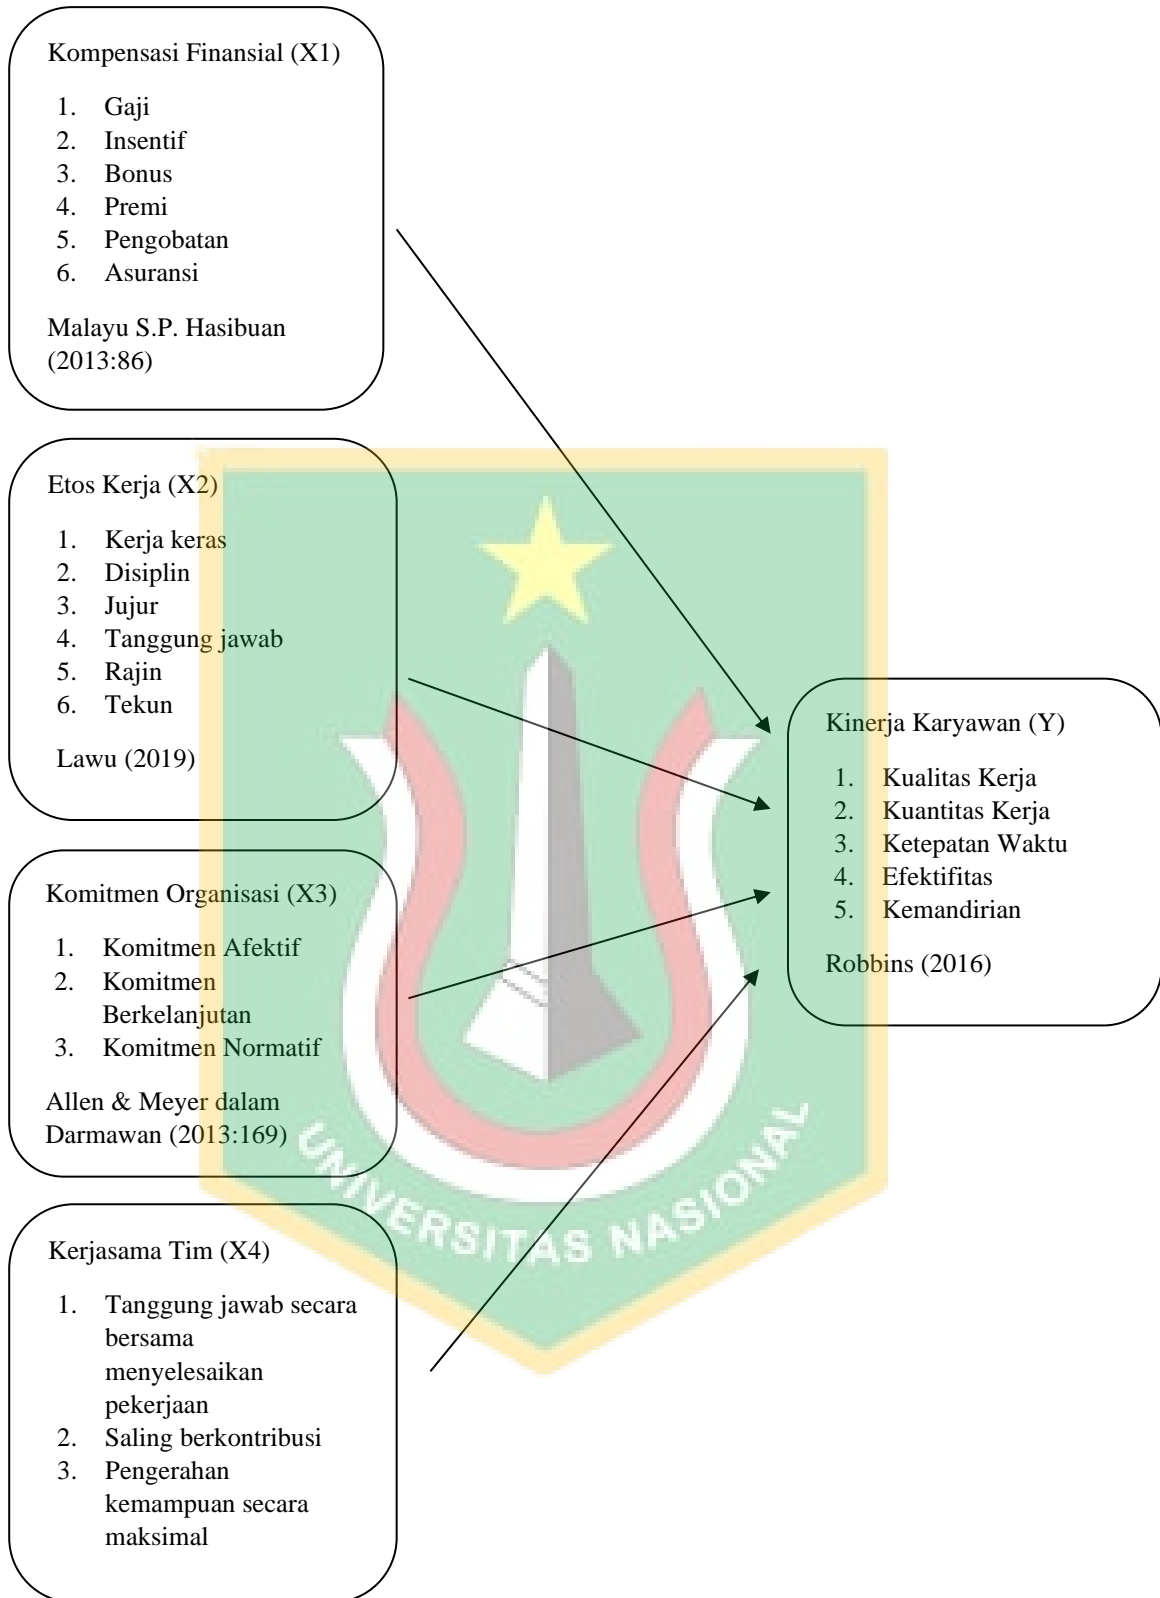 Kompensasi Finansial (X1)
1. Gaji
2. Insentif
3. Bonus
4. Premi
5. Pengobatan
6. Asuransi
Malayu S.P. Hasibuan
(2013:86)
Etos Kerja (X2)
1. Kerja keras
2. Disiplin
3. Jujur
4. Tanggung jawab
5. Rajin
6. Tekun
Lawu (2019)
Komitmen Organisasi (X3)
1. Komitmen Afektif
2. Komitmen
Berkelanjutan
3. Komitmen Normatif
Allen & Meyer dalam
Darmawan (2013:169)
Kerjasama Tim (X4)
1. Tanggung jawab secara
bersama
menyelesaikan
pekerjaan
2. Saling berkontribusi
3. Pengerahan
kemampuan secara
maksimal
Kinerja Karyawan (Y)
1. Kualitas Kerja
2. Kuantitas Kerja
3. Ketepatan Waktu
4. Efektifitas
5. Kemandirian
Robbins (2016)
UNIVERSITAS NASIONAL